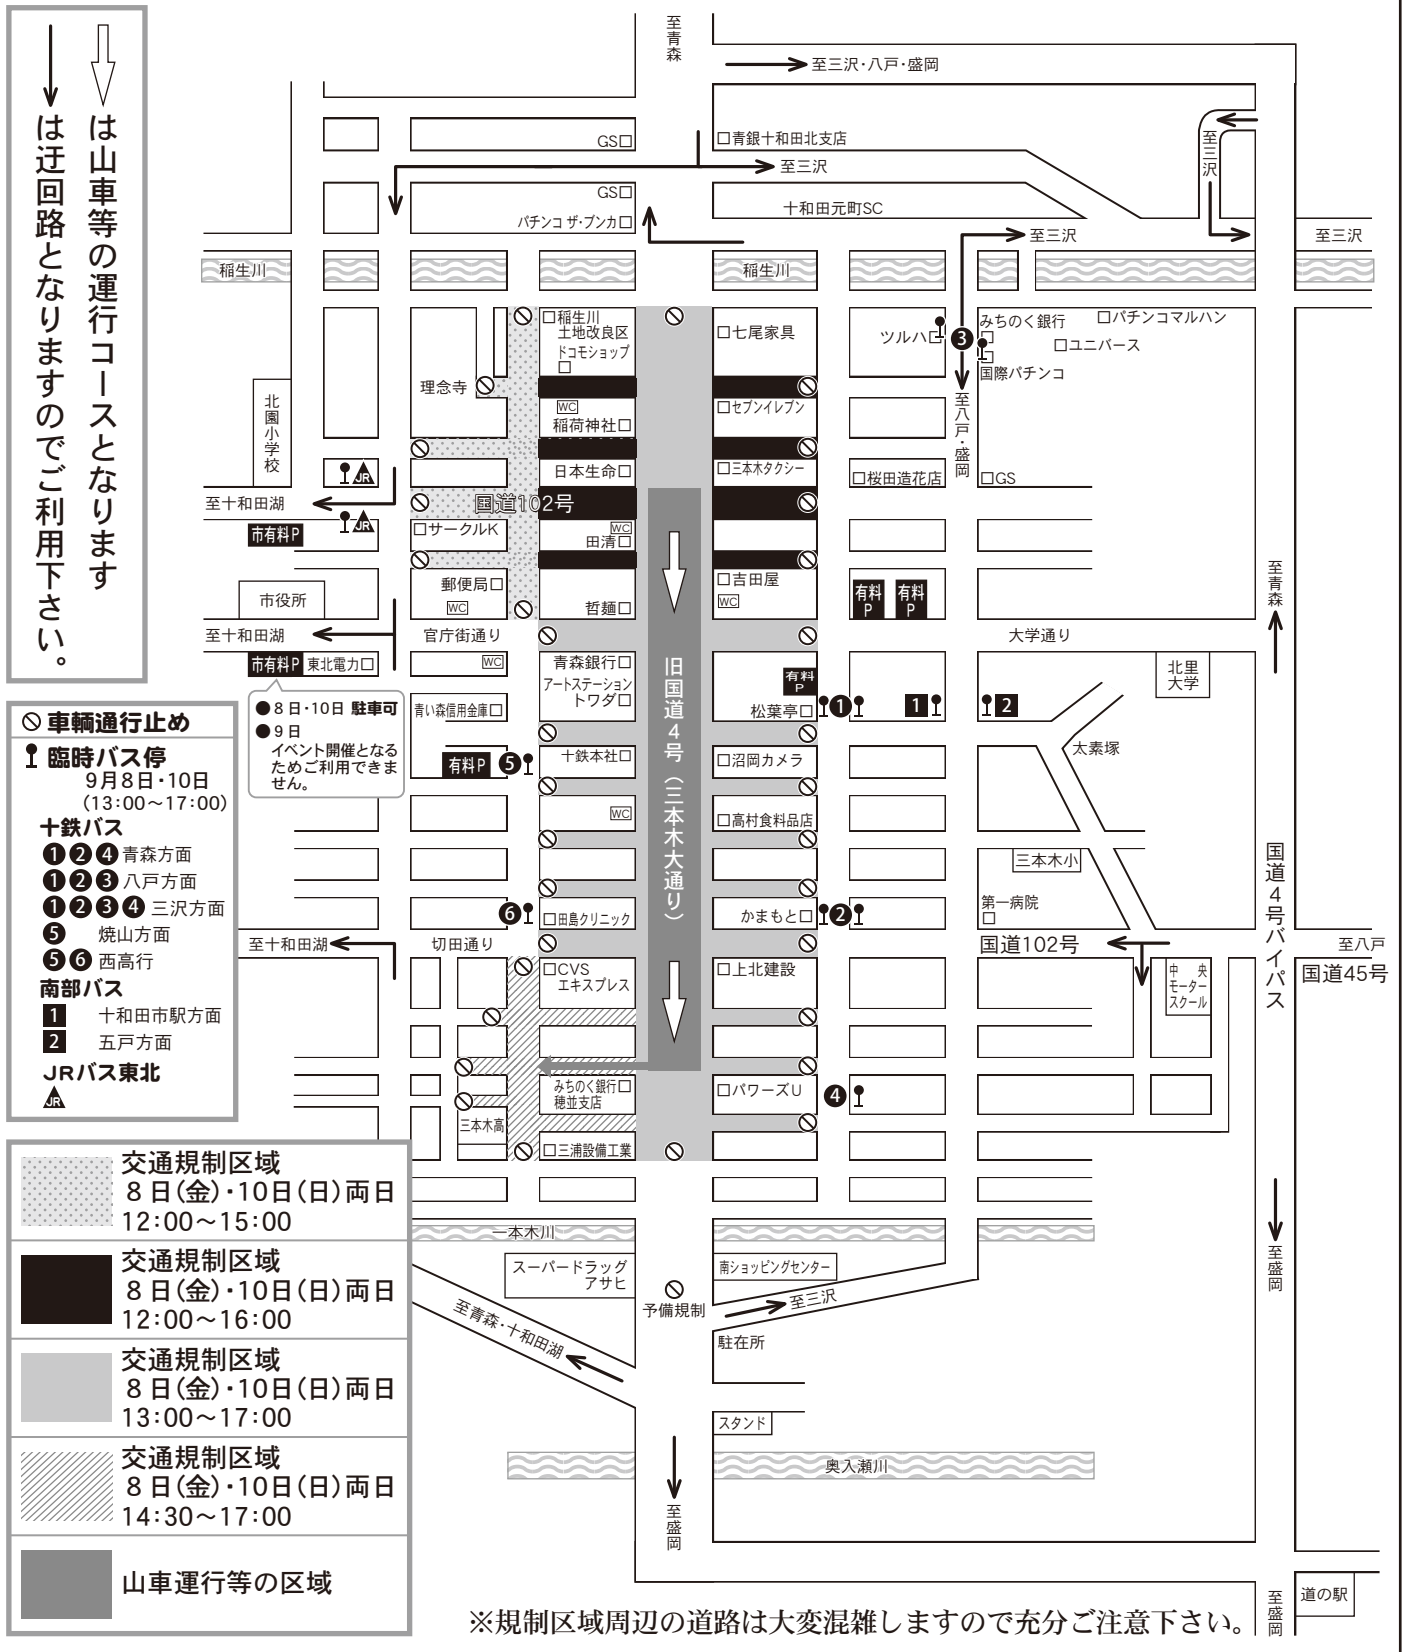 は山車等の運行コースとなります
は迂回路となりますのでご利用下さい。
車輌通行止め
臨時バス停
9月8日・10日
(13:00～17:00)
十鉄バス
❶❷❹青森方面
❶❷❸八戸方面
❶❷❸❹三沢方面
❺ 焼山方面
❺❻西高行
南部バス
1 十和田市駅方面
2 五戸方面
JRバス東北
JR
交通規制区域
8日(金)・10日(日)両日
12:00～15:00
交通規制区域
8日(金)・10日(日)両日
12:00～16:00
交通規制区域
8日(金)・10日(日)両日
13:00～17:00
交通規制区域
8日(金)・10日(日)両日
14:30～17:00
山車運行等の区域
至青森
至三沢・八戸・盛岡
GS□
□青銀十和田北支店
至三沢
至三沢
GS□
パチンコ ザ・ブンカ□
十和田元町SC
至三沢
至三沢
稲生川
稲生川
□稲生川
土地改良区
ドコモショップ
□
□七尾家具
ツルハ□
❸
みちのく銀行
□
□パチンコマルハン
□ユニバース
□
国際パチンコ
理念寺
北園小学校
WC
稲荷神社□
□セブンイレブン
至八戸・盛岡
JR
日本生命□
□三本木タクシー
□桜田造花店
□GS
至十和田湖
国道102号
JR
市有料P
□サークルK
WC
田清□
郵便局□
WC
哲麺□
□吉田屋
WC
有料
P
有料
P
至青森
市役所
至十和田湖
官庁街通り
大学通り
市有料P
東北電力□
WC
青森銀行□
アートステーション
トワダ□
旧国道4号(三本木大通り)
有料
P
松葉亭□
❶
1
2
北里
大学
●8日・10日 駐車可
●9日
イベント開催となる
ためご利用できま
せん。
青い森信用金庫□
太素塚
有料P
❺
十鉄本社□
□沼岡カメラ
WC
□高村食料品店
三本木小
国道4号バイパス
❻
□田島クリニック
かまもと□
❷
第一病院
□
至十和田湖
切田通り
国道102号
至八戸
国道45号
□CVS
エキスプレス
□上北建設
中央
モーター
スクール
みちのく銀行□
穂並支店
□パワーズU
❹
三本木高
□三浦設備工業
一本木川
スーパードラッグ
アサヒ
南ショッピングセンター
至盛岡
予備規制
至三沢
至青森・十和田湖
駐在所
スタンド
奥入瀬川
至盛岡
至盛岡
道の駅
※規制区域周辺の道路は大変混雑しますので充分ご注意下さい。